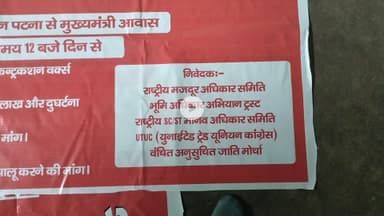 न पटना से मुख्यमंत्री आवास
मय 12 बजे दिन से
कन्ट्रक्शन वर्क्स
लाख और दुर्घटना
मांग।
पालू करने की मांग।
निवेदक:-
राष्ट्रीय मजदूर अधिकार समिति
भूमि अधिकार अभियान ट्रस्ट
राष्ट्रीय SC/ST मानव अधिकार समिति
UTUC (युनाईटेड ट्रेड यूनियन कांग्रेस)
वंचित अनुसुचित जाति मोर्चा